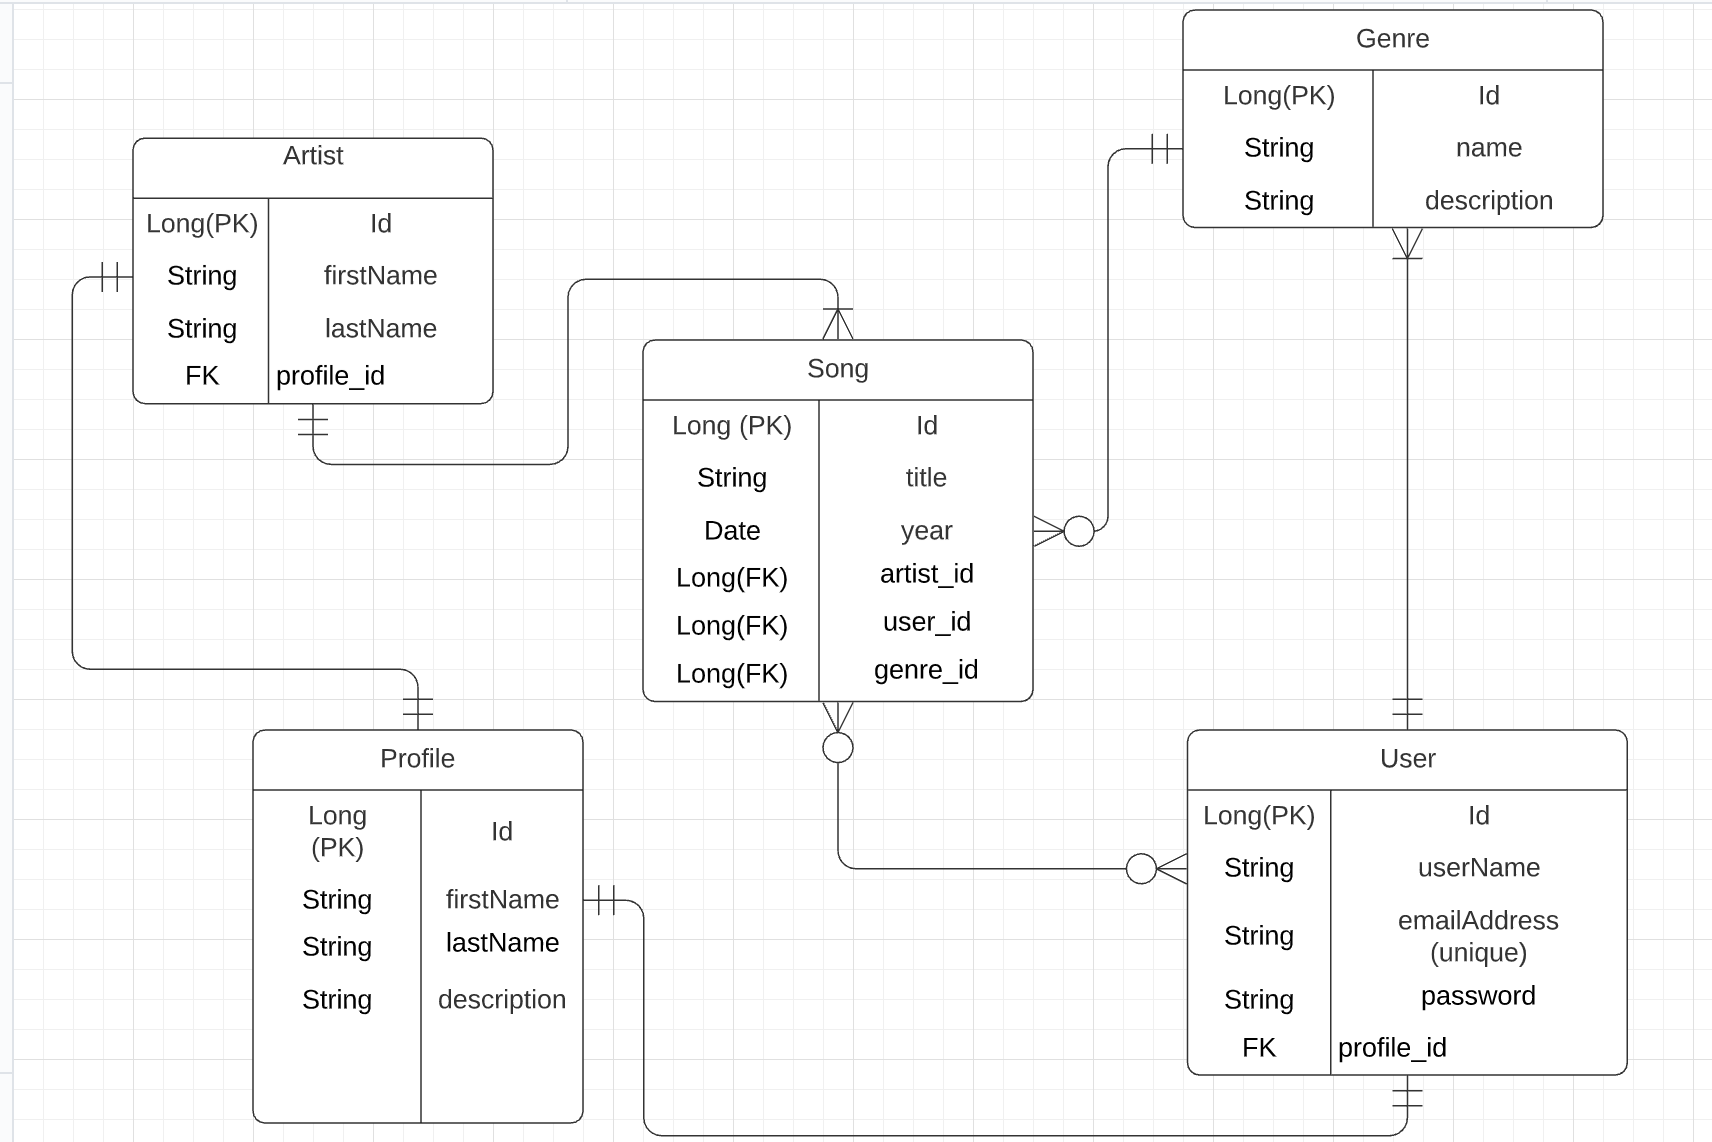 Genre
Long(PK) Id
String name
String description
Artist
Long(PK) Id
String firstName
String lastName
FK profile_id
Song
Long (PK) Id
String title
Date year
Long(FK) artist_id
Long(FK) user_id
Long(FK) genre_id
Profile
Long
(PK) Id
String firstName
String lastName
String description
User
Long(PK) Id
String userName
String emailAddress
(unique)
String password
FK profile_id